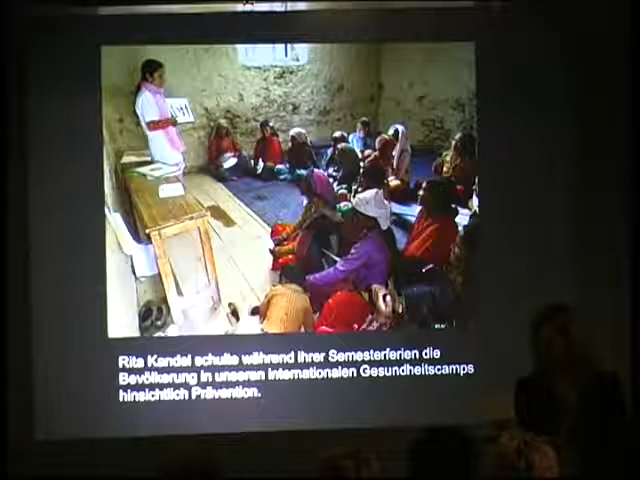 Rita Kandel schulte während ihrer Semesterferien die
Bevölkerung in unseren internationalen Gesundheitscamps
hinsichtlich Prävention.